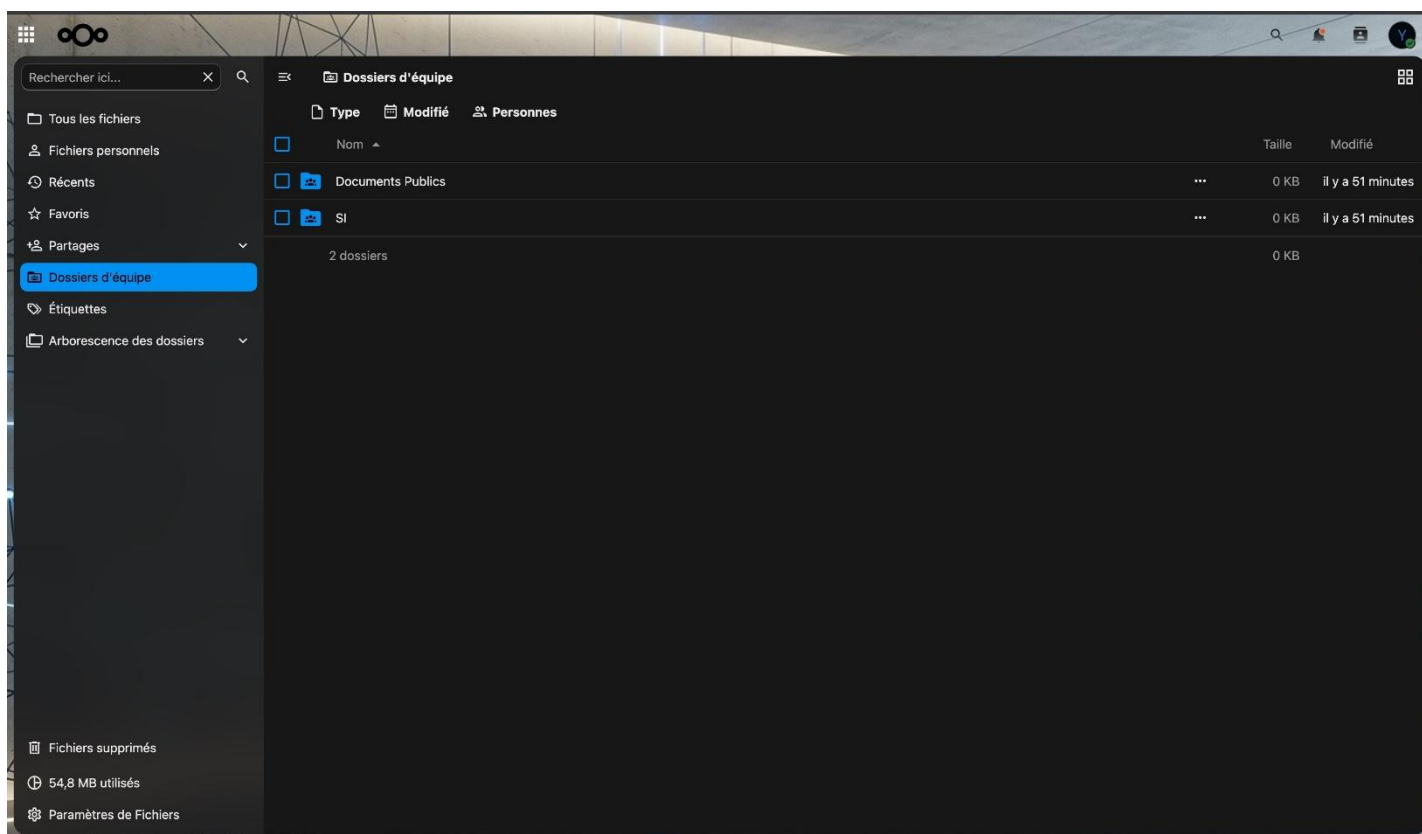 Y
Rechercher ici...
Dossiers d'équipe
Type Modifié Personnes
Nom Taille Modifié
Documents Publics ... 0 KB il y a 51 minutes
SI ... 0 KB il y a 51 minutes
2 dossiers 0 KB
Tous les fichiers
Fichiers personnels
Récents
Favoris
Partages
Dossiers d'équipe
Étiquettes
Arborescence des dossiers
Fichiers supprimés
54,8 MB utilisés
Paramètres de Fichiers